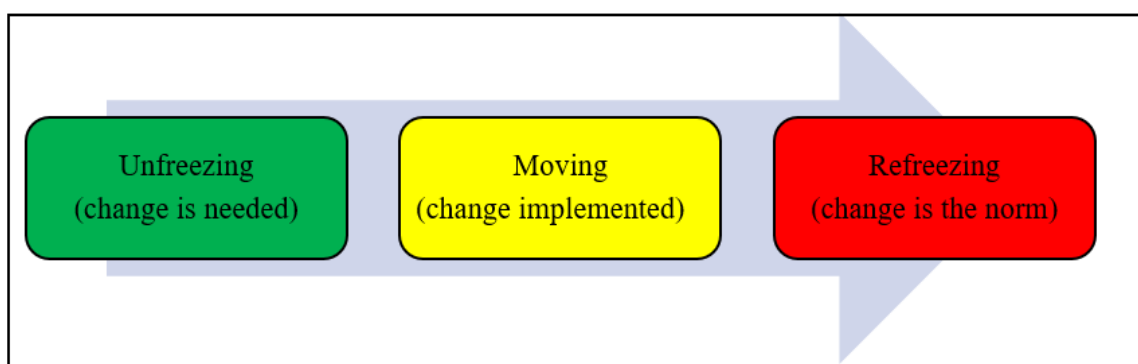 Unfreezing
(change is needed)
Moving
(change implemented)
Refreezing
(change is the norm)